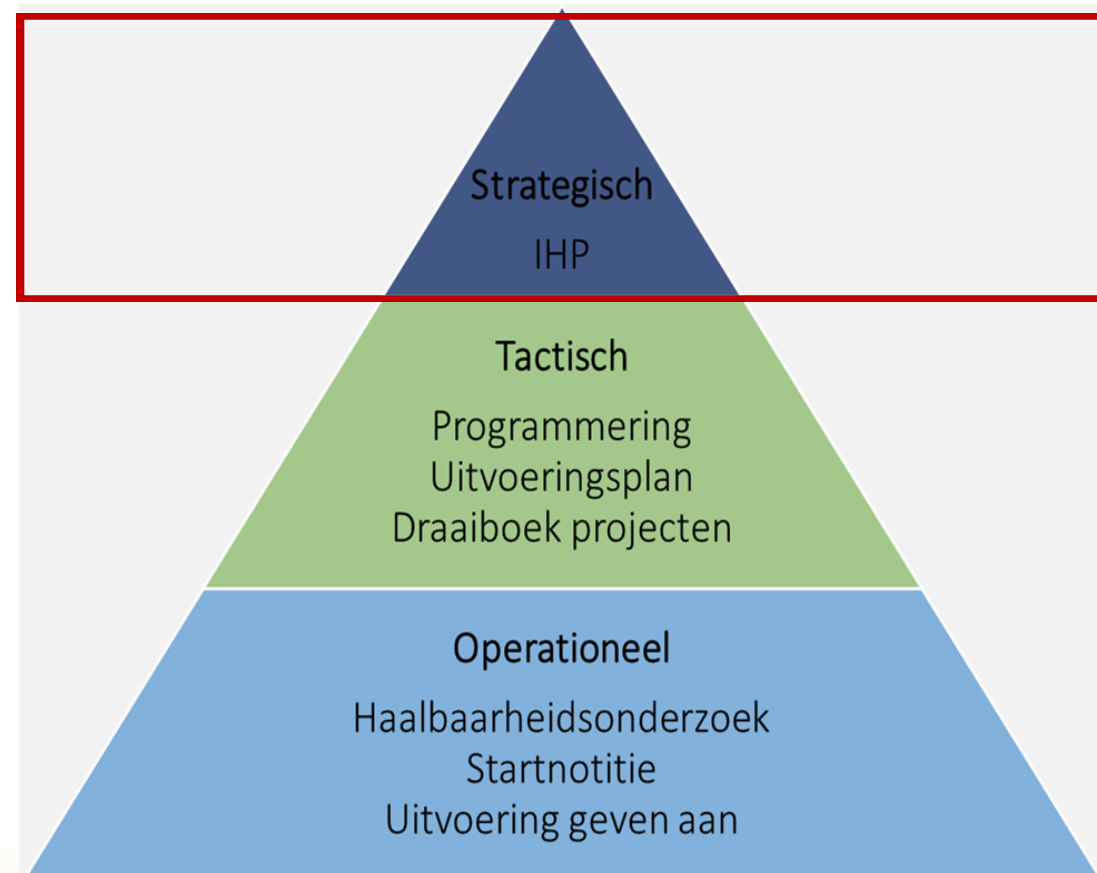 Strategisch
IHP
Tactisch
Programmering
Uitvoeringsplan
Draaiboek projecten
Operationeel
Haalbaarheidsonderzoek
Startnotitie
Uitvoering geven aan